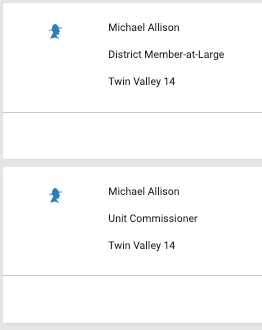 Michael Allison
District Member-at-Large
Twin Valley 14
Michael Allison
Unit Commissioner
Twin Valley 14